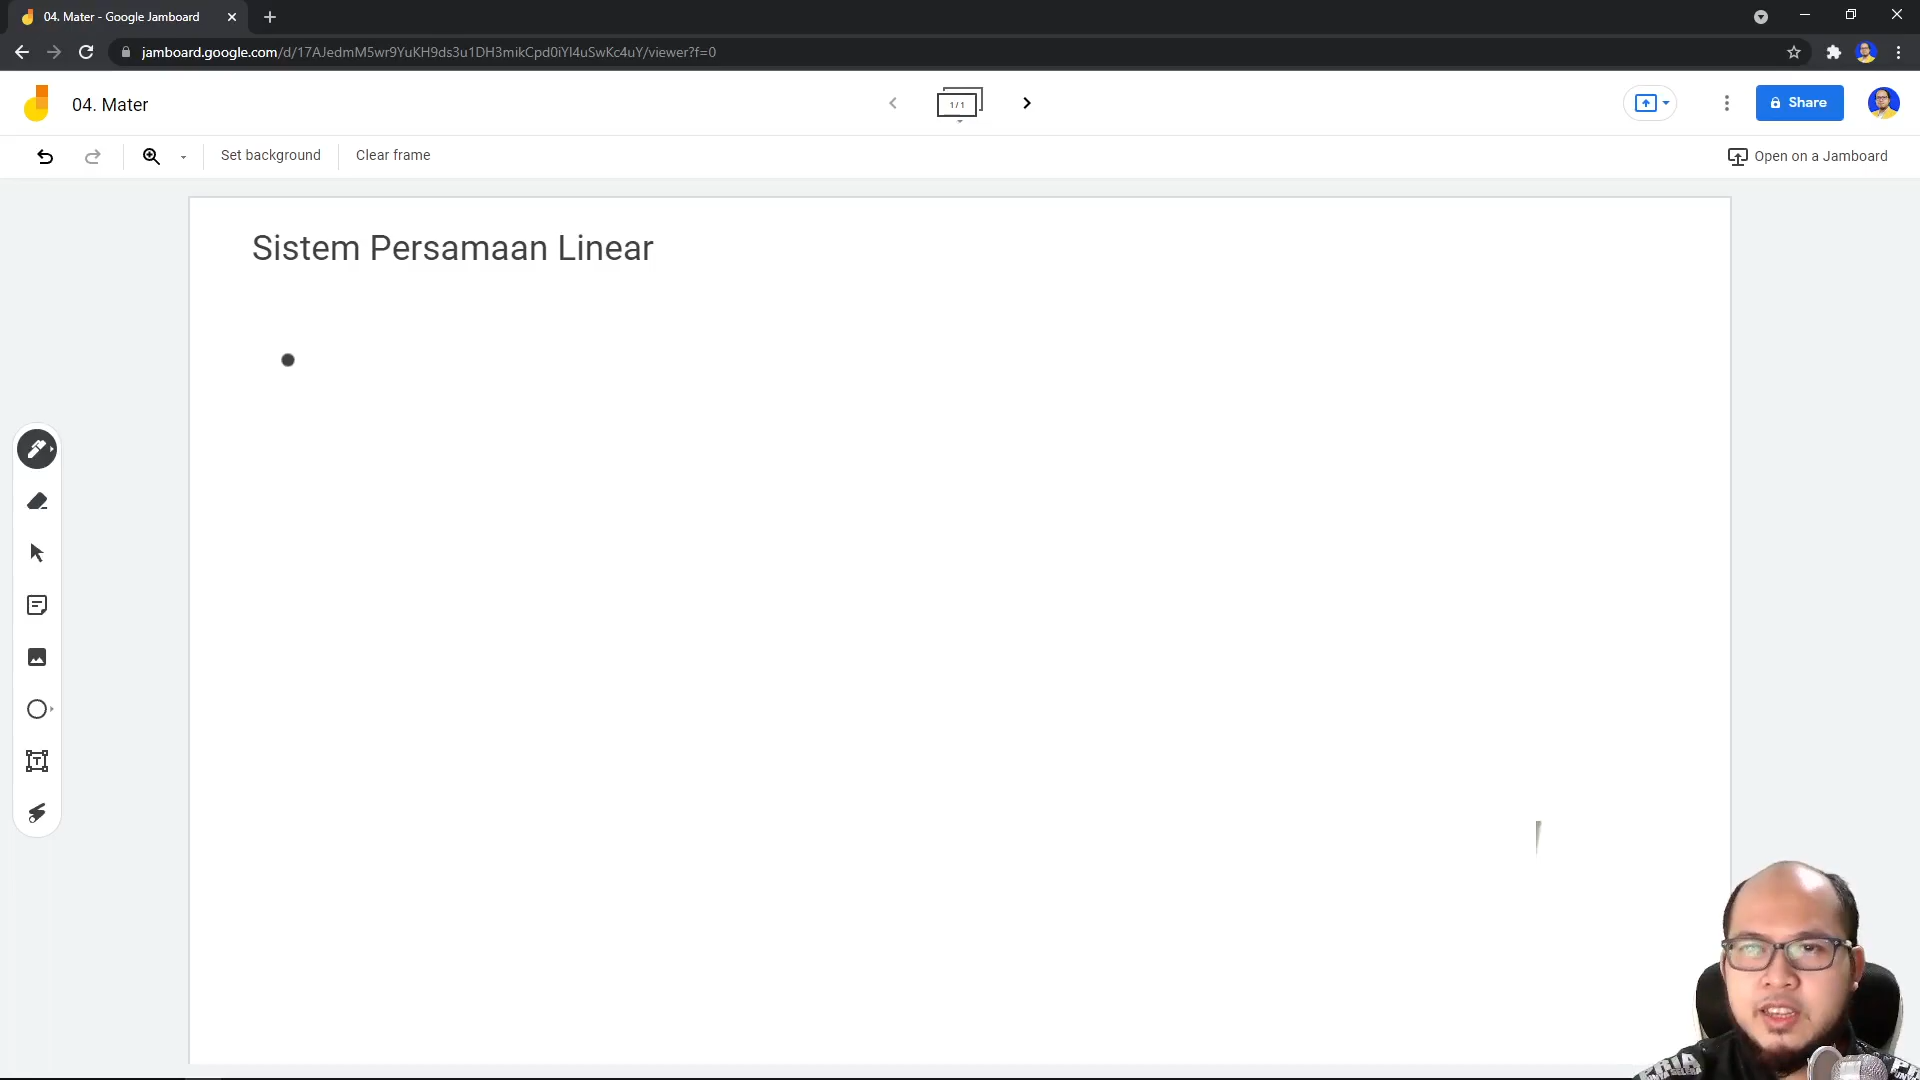 04. Mater - Google Jamboard
jamboard.google.com/d/17AJedmM5wr9YuKH9ds3u1DH3mikCpd0iYl4uSwKc4uY/viewer?f=0
04. Mater
1 / 1
Share
Set background
Clear frame
Open on a Jamboard
Sistem Persamaan Linear